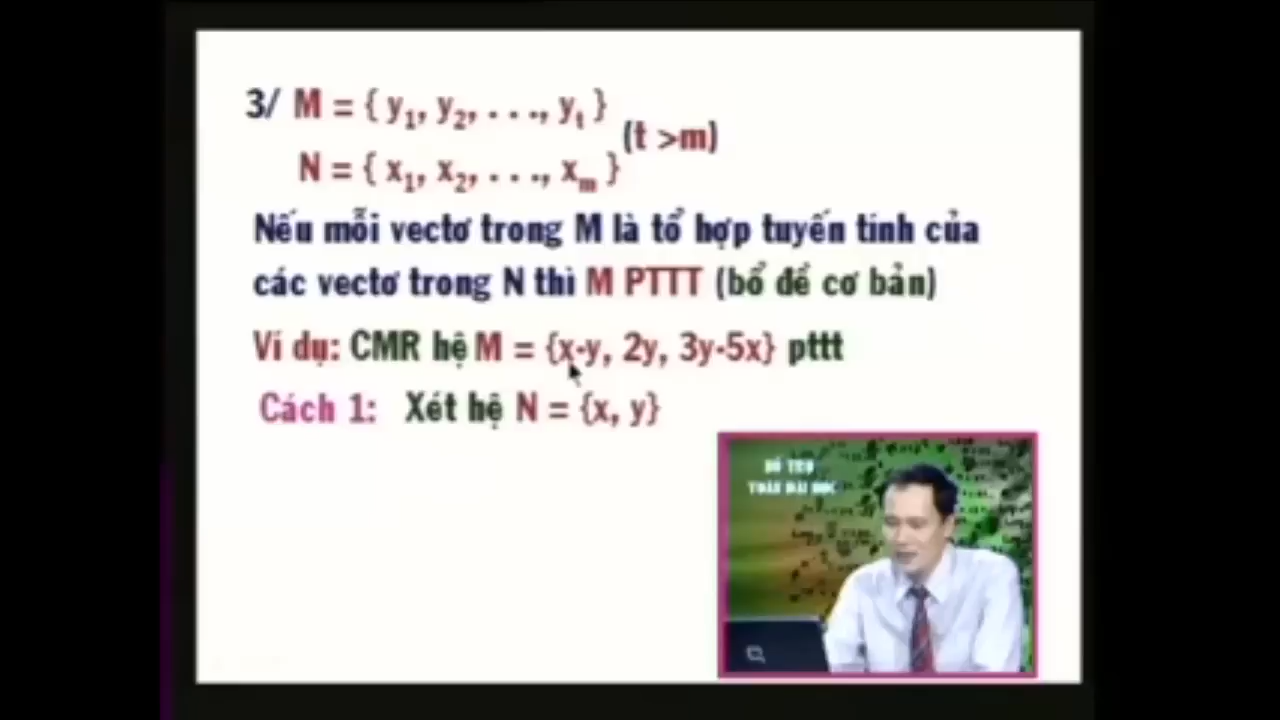 3/ M = { y1, y2, . . ., yt }
(t >m)
N = { x1, x2, . . ., xm }
Nếu mỗi vectơ trong M là tổ hợp tuyến tính của
các vectơ trong N thì M PTTT (bổ đề cơ bản)
Ví dụ: CMR hệ M = {x-y, 2y, 3y-5x} pttt
Cách 1: Xét hệ N = {x, y}